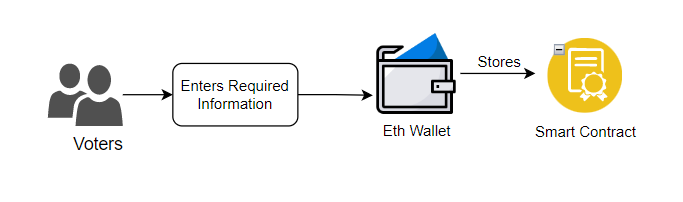 Enters Required
Information
Stores
Voters
Eth Wallet
Smart Contract